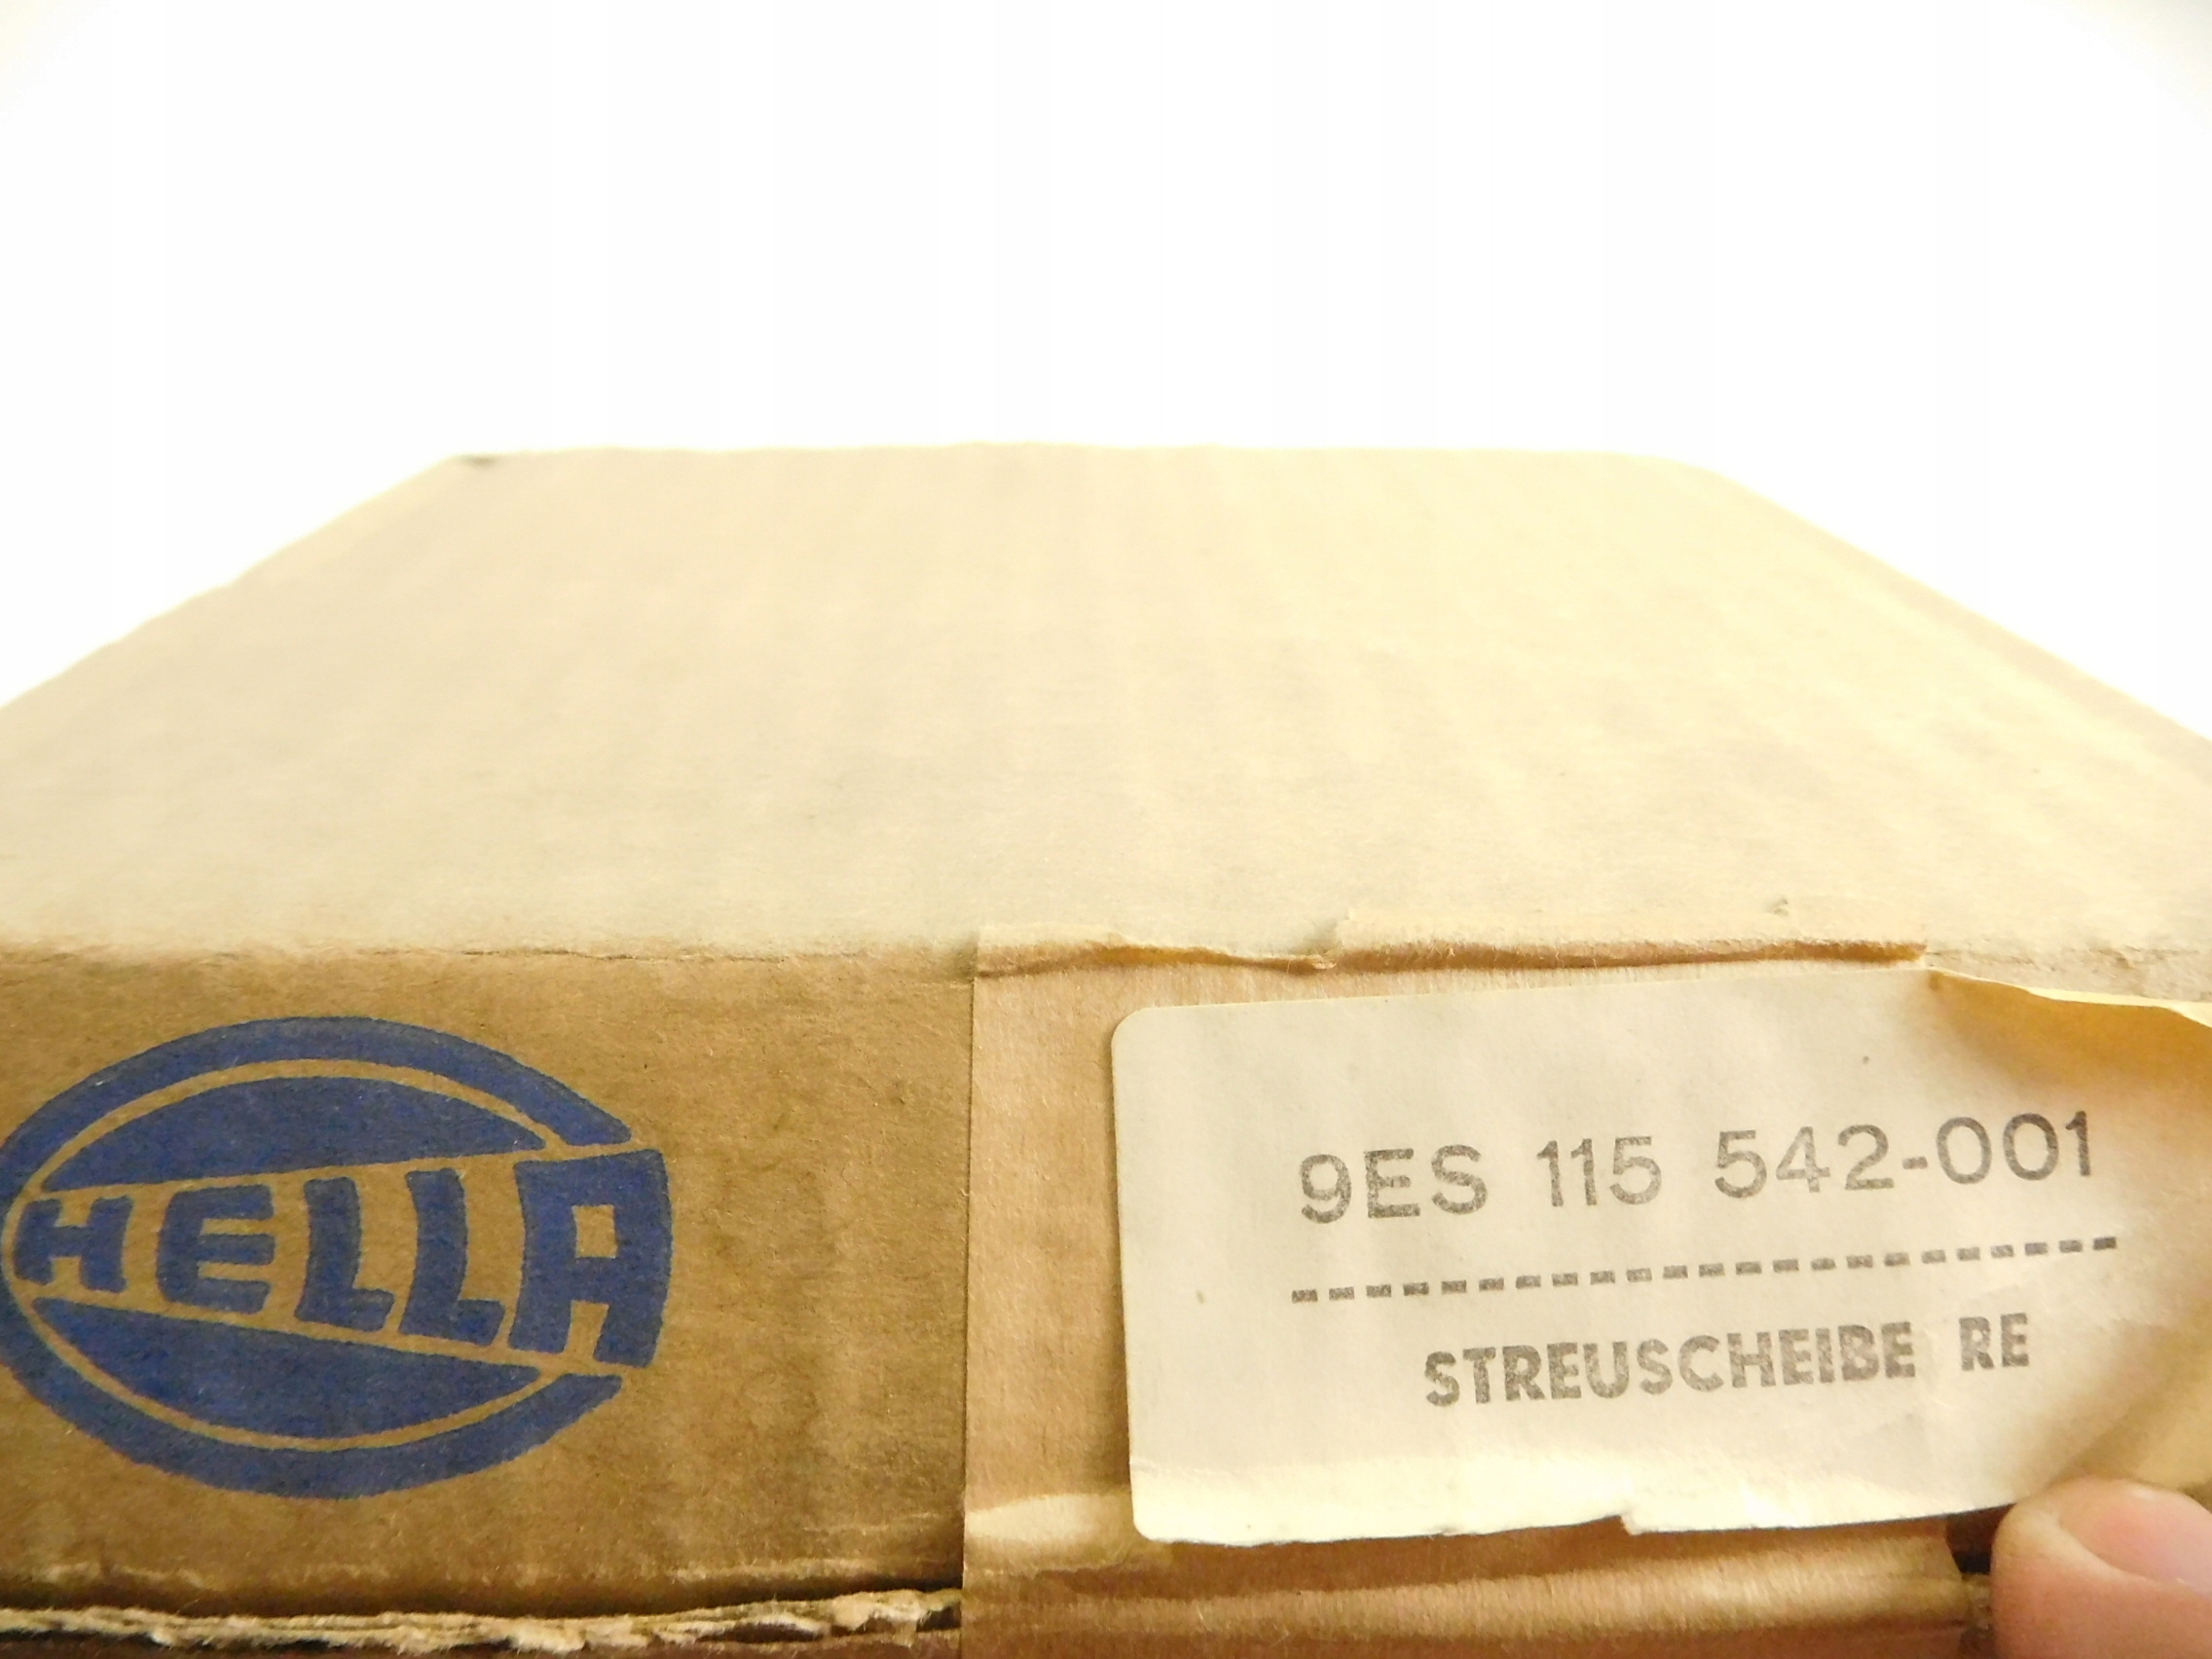 HELLA
9ES 115 542-001
STREUSCHEIBE RE